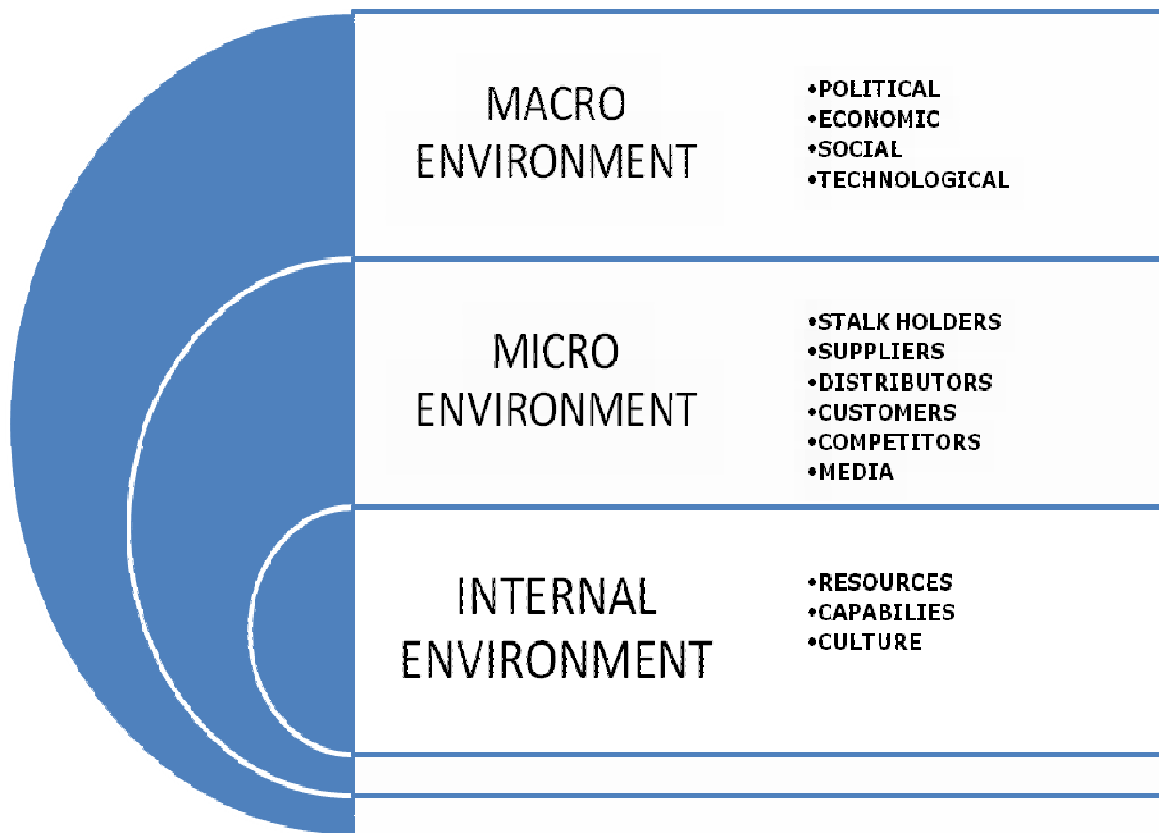 MACRO
ENVIRONMENT
•POLITICAL
•ECONOMIC
•SOCIAL
•TECHNOLOGICAL
MICRO
ENVIRONMENT
•STALK HOLDERS
•SUPPLIERS
•DISTRIBUTORS
•CUSTOMERS
•COMPETITORS
•MEDIA
INTERNAL
ENVIRONMENT
•RESOURCES
•CAPABILIES
•CULTURE